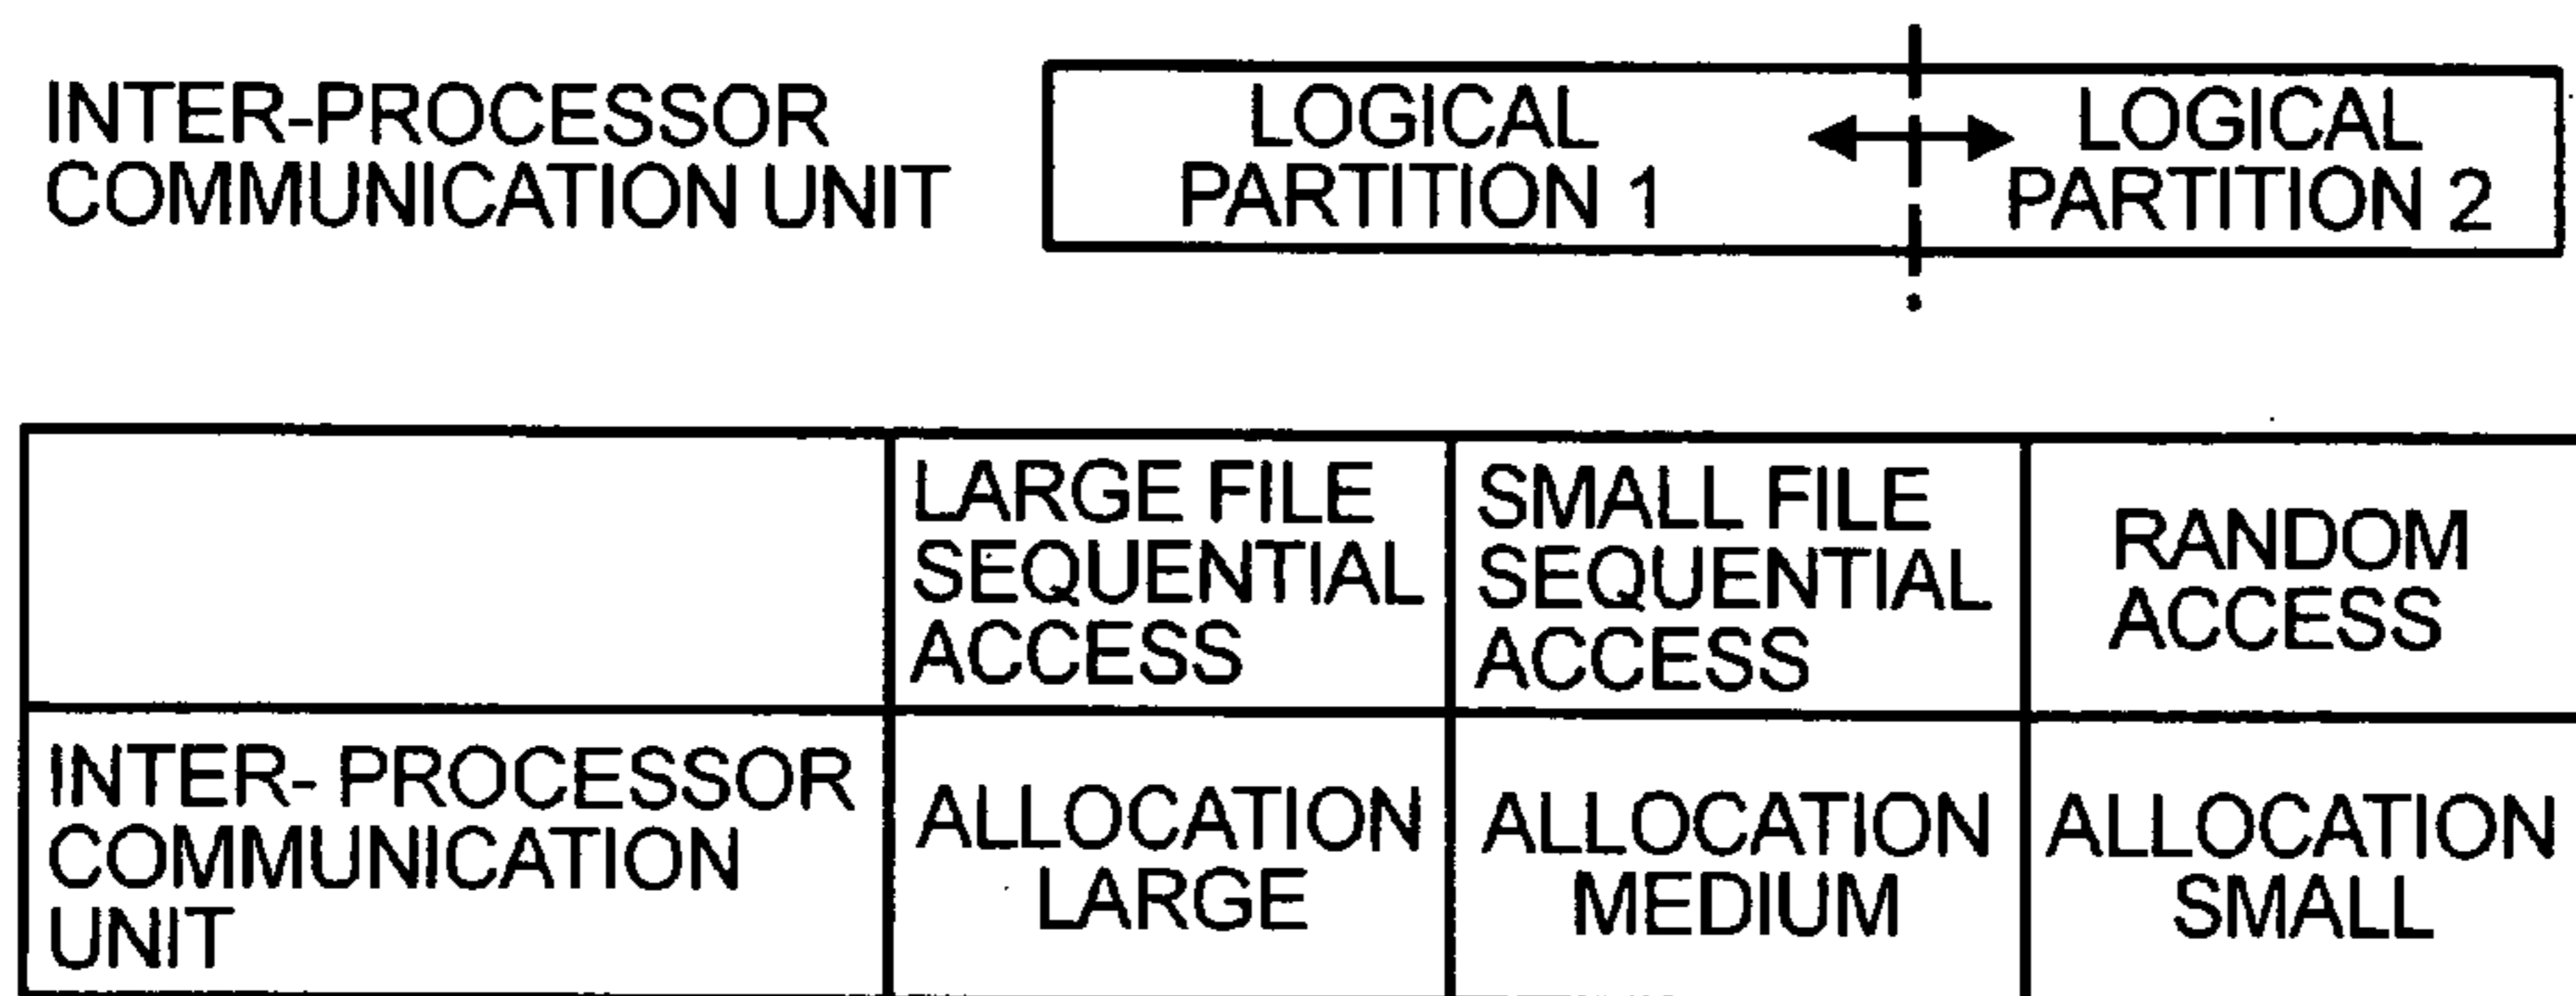 INTER-PROCESSOR
COMMUNICATION UNIT
LOGICAL
PARTITION 1
LOGICAL
PARTITION 2
LARGE FILE
SEQUENTIAL
ACCESS
SMALL FILE
SEQUENTIAL
ACCESS
RANDOM
ACCESS
INTER- PROCESSOR
COMMUNICATION
UNIT
ALLOCATION
LARGE
ALLOCATION
MEDIUM
ALLOCATION
SMALL